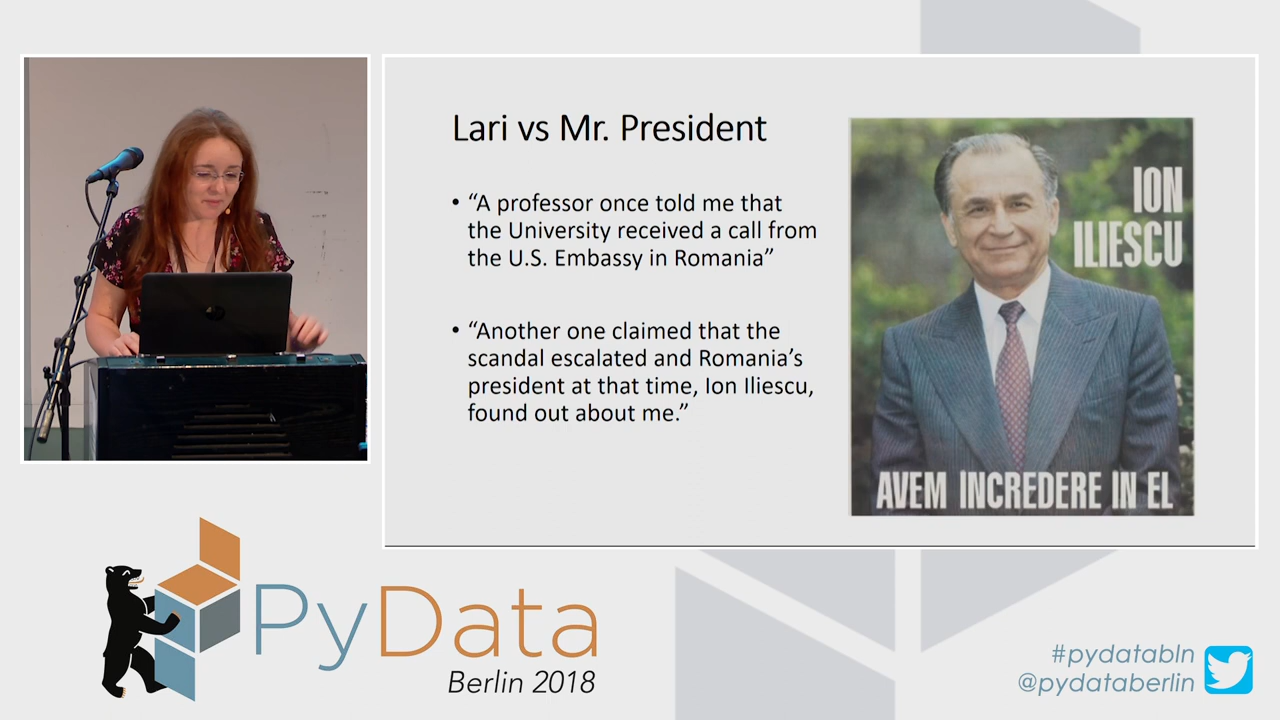 Lari vs Mr. President
• “A professor once told me that
the University received a call from
the U.S. Embassy in Romania”
• “Another one claimed that the
scandal escalated and Romania’s
president at that time, Ion Iliescu,
found out about me.”
ION
ILIESCU
AVEM INCREDERE IN EL
PyData
Berlin 2018
#pydatabln
@pydataberlin